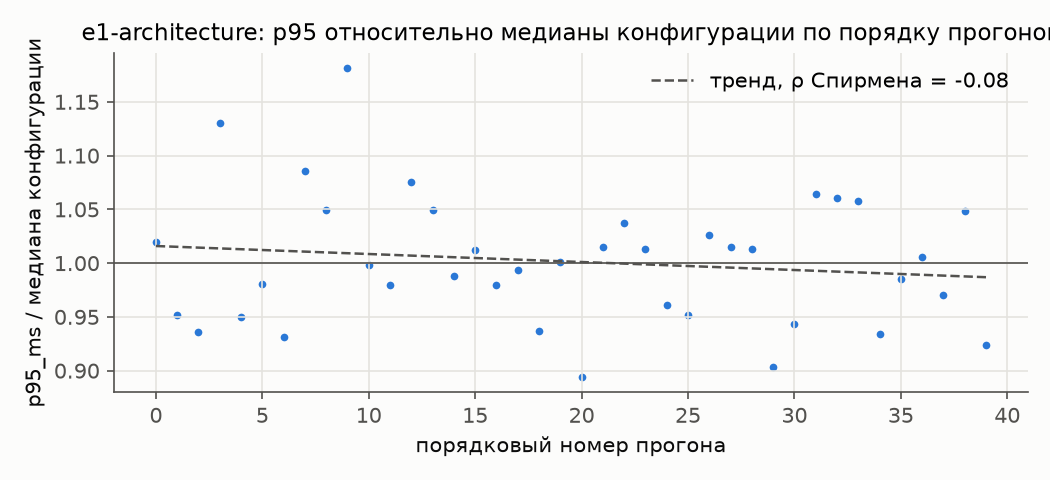 e1-architecture: p95 относительно медианы конфигурации по порядку прогоно
тренд, ρ Спирмена = -0.08
p95_ms / медиана конфигурации
1.15
1.10
1.05
1.00
0.95
0.90
0 5 10 15 20 25 30 35 40
порядковый номер прогона